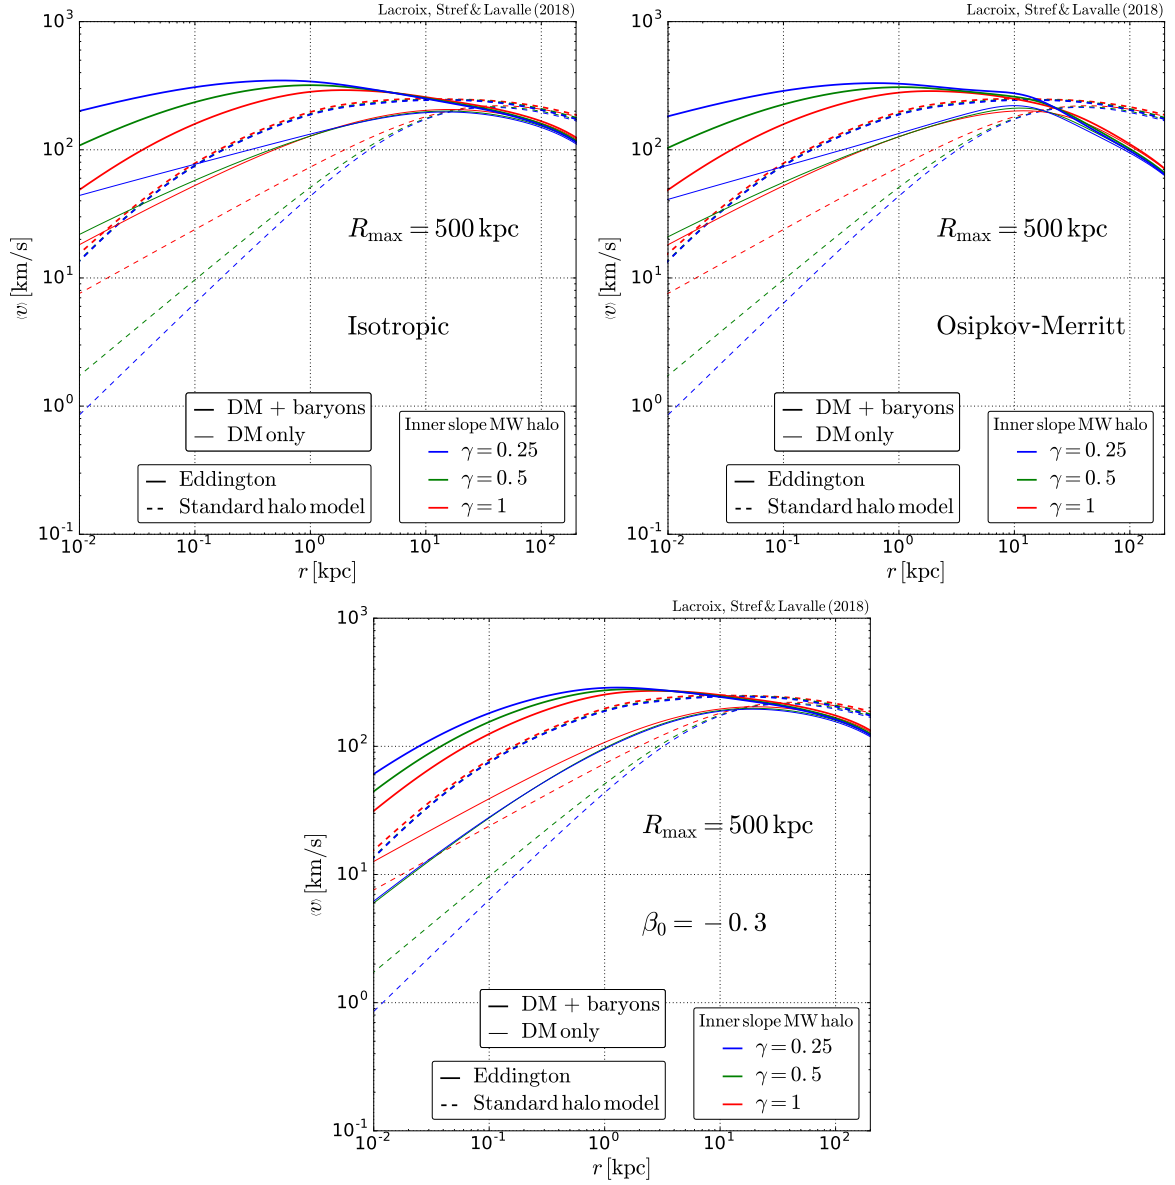 Lacroix, Stref & Lavalle (2018)
10^3
10^2
10^1
10^0
10^-1
⟨v⟩ [km/s]
R_max = 500 kpc
Isotropic
DM + baryons
DM only
Eddington
Standard halo model
Inner slope MW halo
γ = 0.25
γ = 0.5
γ = 1
10^-2 10^-1 10^0 10^1 10^2
r [kpc]
Lacroix, Stref & Lavalle (2018)
10^3
10^2
10^1
10^0
10^-1
⟨v⟩ [km/s]
R_max = 500 kpc
Osipkov-Merritt
DM + baryons
DM only
Eddington
Standard halo model
Inner slope MW halo
γ = 0.25
γ = 0.5
γ = 1
10^-2 10^-1 10^0 10^1 10^2
r [kpc]
Lacroix, Stref & Lavalle (2018)
10^3
10^2
10^1
10^0
10^-1
⟨v⟩ [km/s]
R_max = 500 kpc
β_0 = −0.3
DM + baryons
DM only
Eddington
Standard halo model
Inner slope MW halo
γ = 0.25
γ = 0.5
γ = 1
10^-2 10^-1 10^0 10^1 10^2
r [kpc]